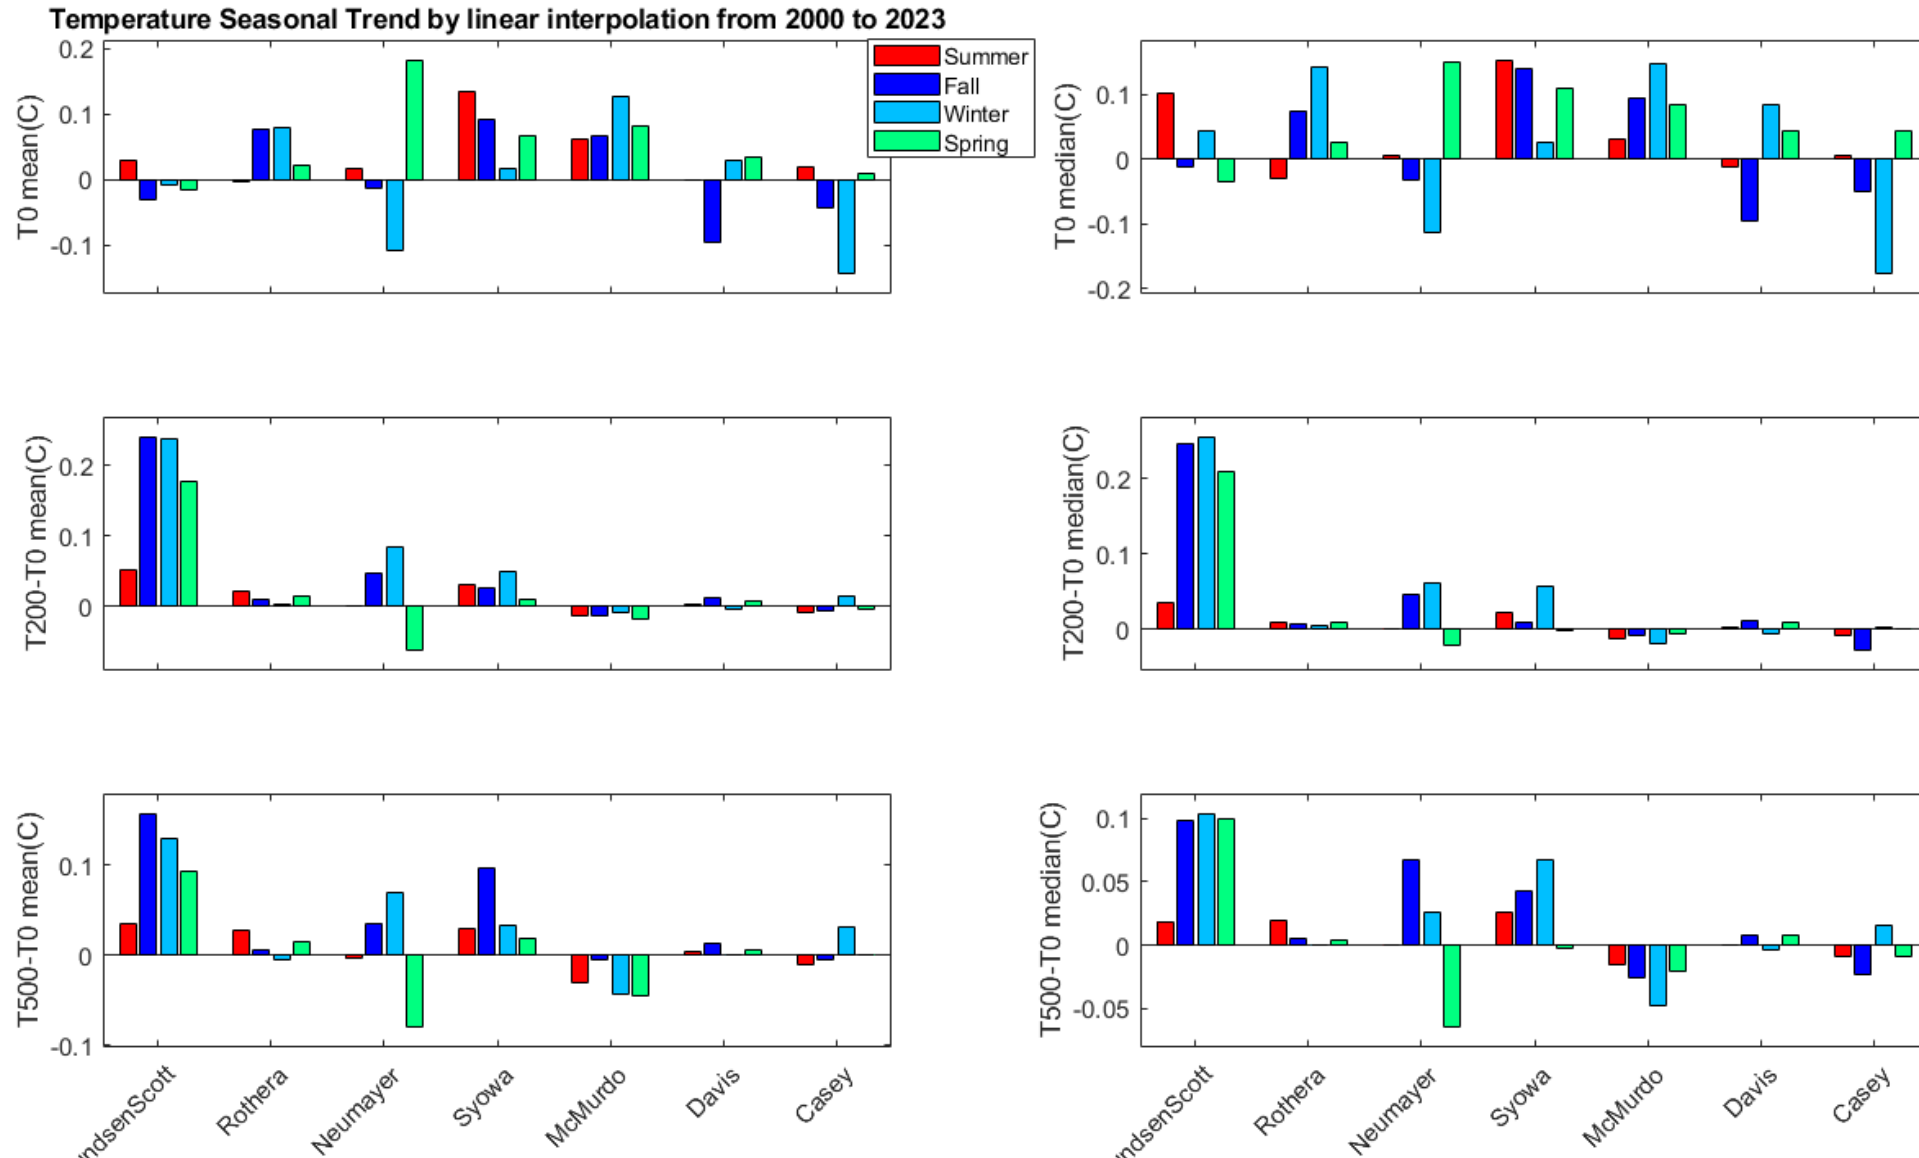 Temperature Seasonal Trend by linear interpolation from 2000 to 2023
Summer
Fall
Winter
Spring
T0 mean(C)
0.2
0.1
0
-0.1
T0 median(C)
0.1
0
-0.1
-0.2
T200-T0 mean(C)
0.2
0.1
0
T200-T0 median(C)
0.2
0.1
0
T500-T0 mean(C)
0.1
0
-0.1
T500-T0 median(C)
0.1
0.05
0
-0.05
ndsenScott
Rothera
Neumayer
Syowa
McMurdo
Davis
Casey
ndsenScott
Rothera
Neumayer
Syowa
McMurdo
Davis
Casey